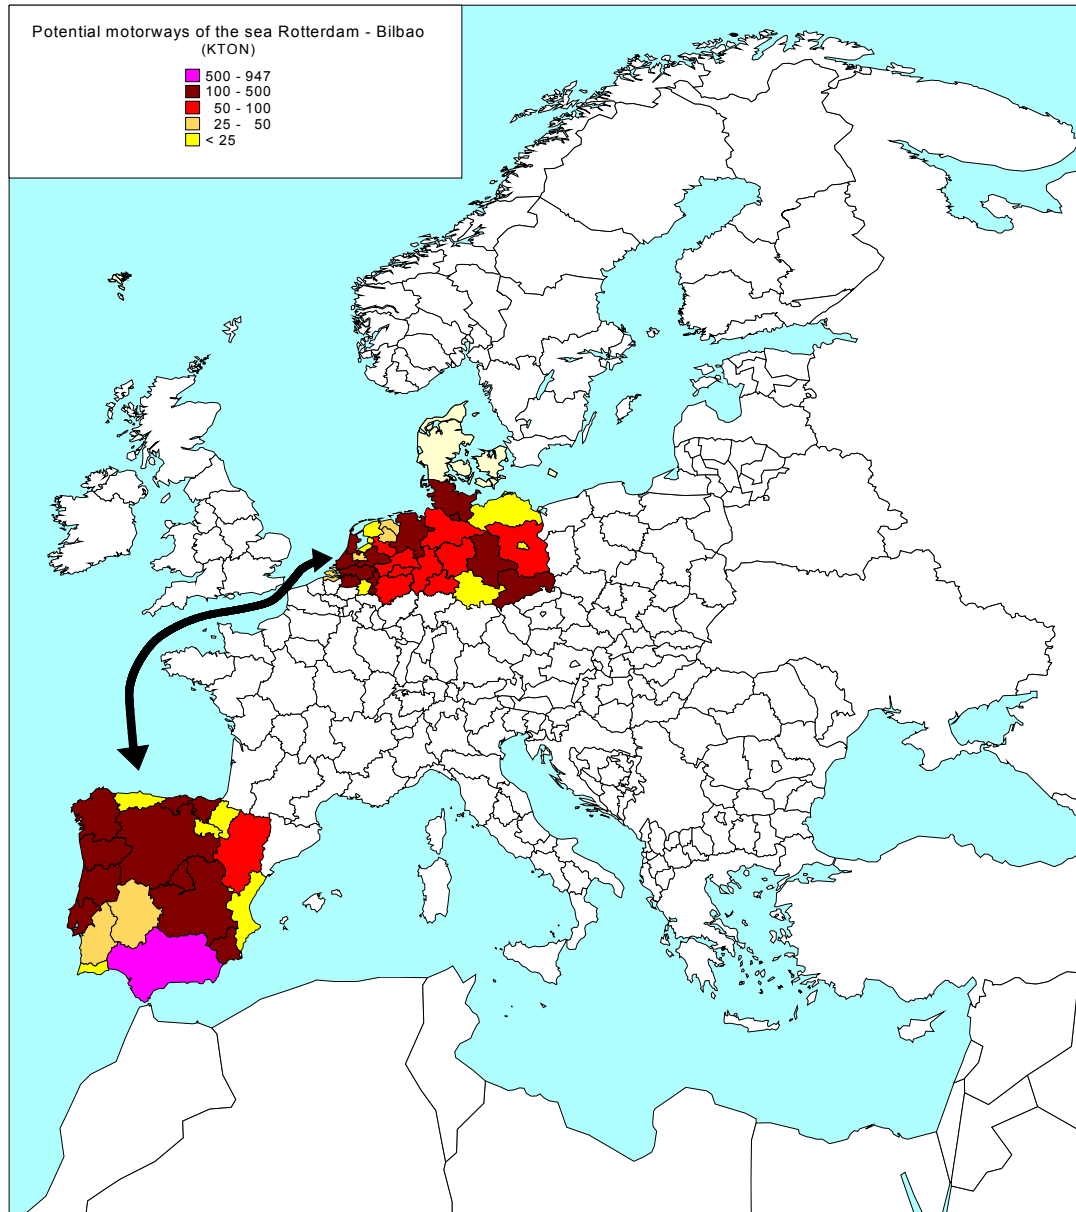 Potential motorways of the sea Rotterdam - Bilbao
(KTON)
500 - 947
100 - 500
50 - 100
25 - 50
< 25